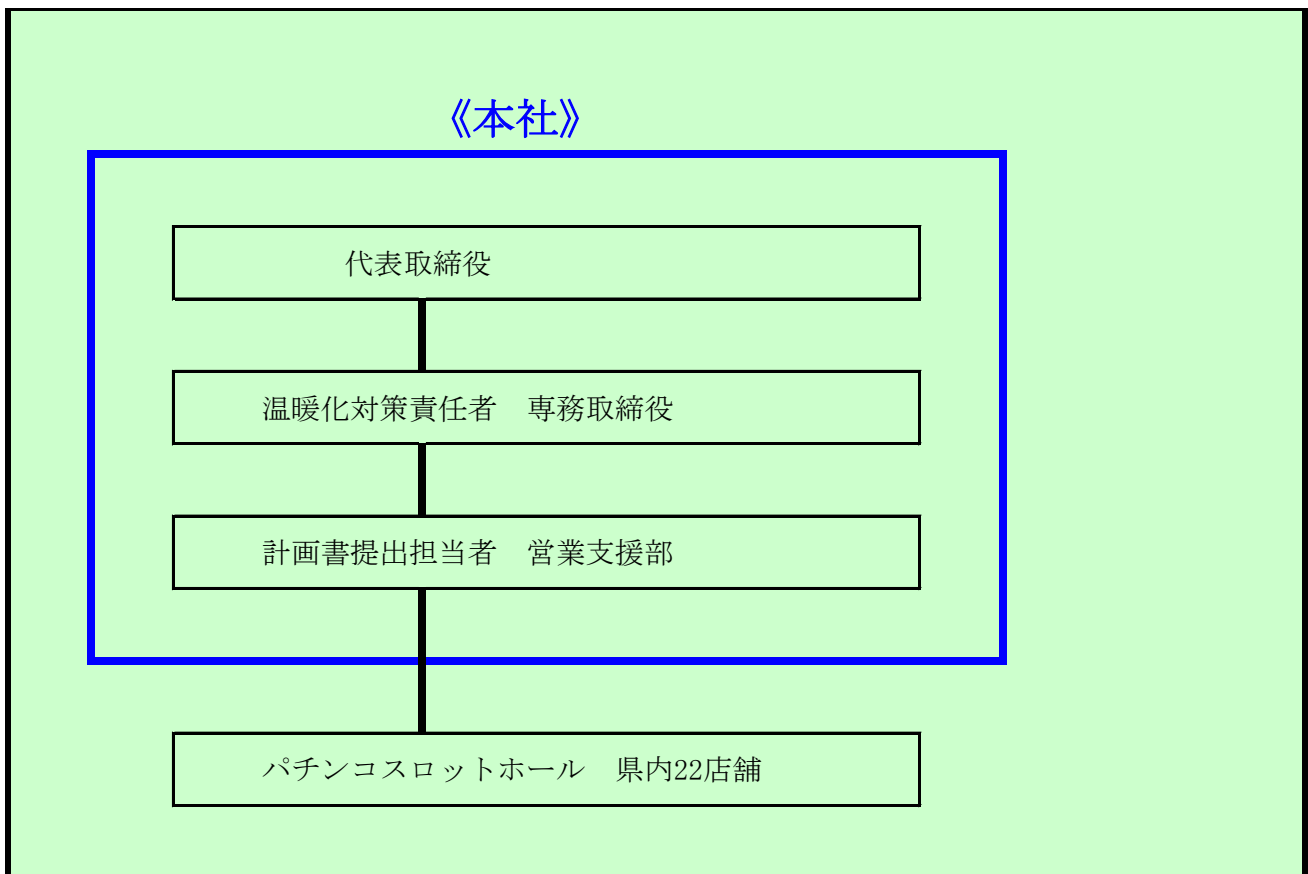 《本社》
代表取締役
温暖化対策責任者　専務取締役
計画書提出担当者　営業支援部
パチンコスロットホール　県内22店舗